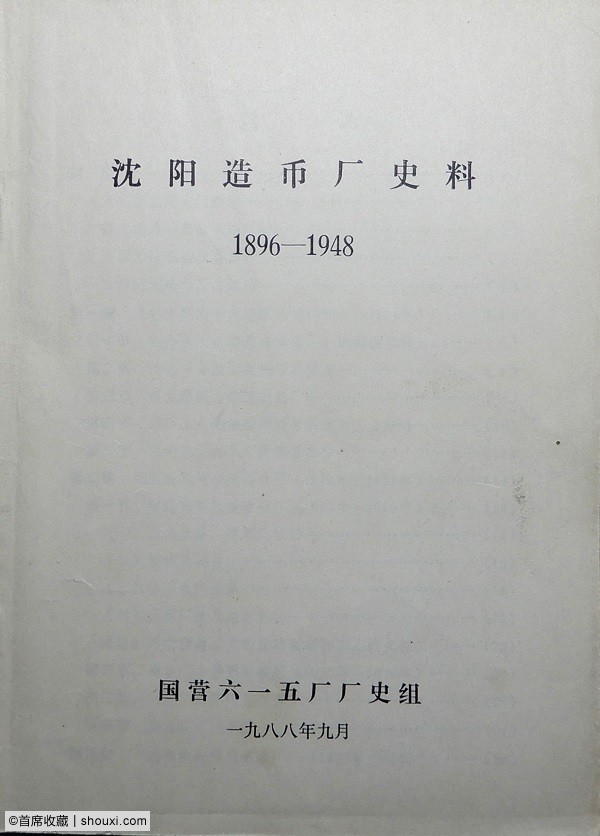 沈阳造币厂史料
1896—1948
国营六一五厂厂史组
一九八八年九月
©首席收藏 | shouxi.com